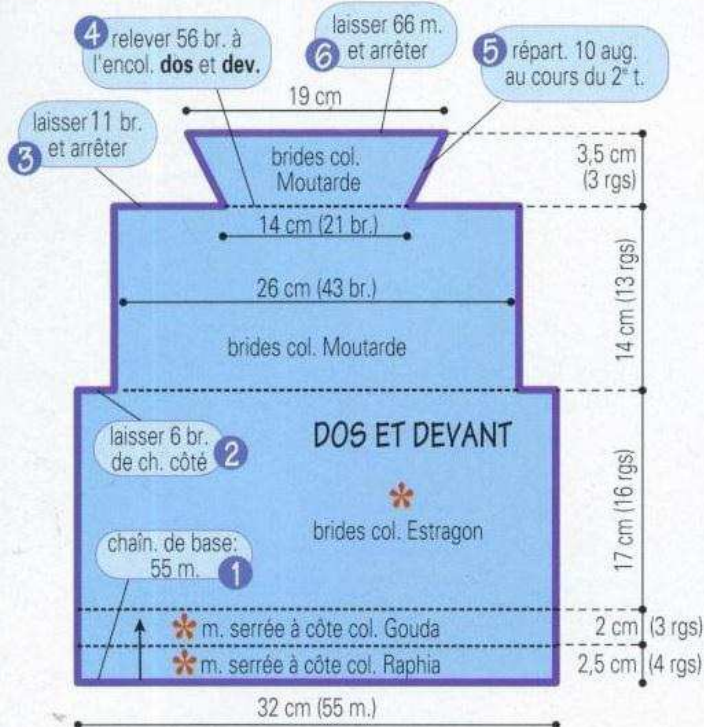 4 relever 56 br. à
l'encol. dos et dev.
laisser 66 m.
6 et arrêter
5 répart. 10 aug.
au cours du 2e t.
19 cm
laisser 11 br.
3 et arrêter
brides col.
Moutarde
3,5 cm
(3 rgs)
14 cm (21 br.)
26 cm (43 br.)
14 cm (13 rgs)
brides col. Moutarde
laisser 6 br.
de ch. côté 2
DOS ET DEVANT
*
brides col. Estragon
17 cm (16 rgs)
chaîn. de base:
55 m. 1
* m. serrée à côte col. Gouda
2 cm (3 rgs)
* m. serrée à côte col. Raphia
2,5 cm (4 rgs)
32 cm (55 m.)